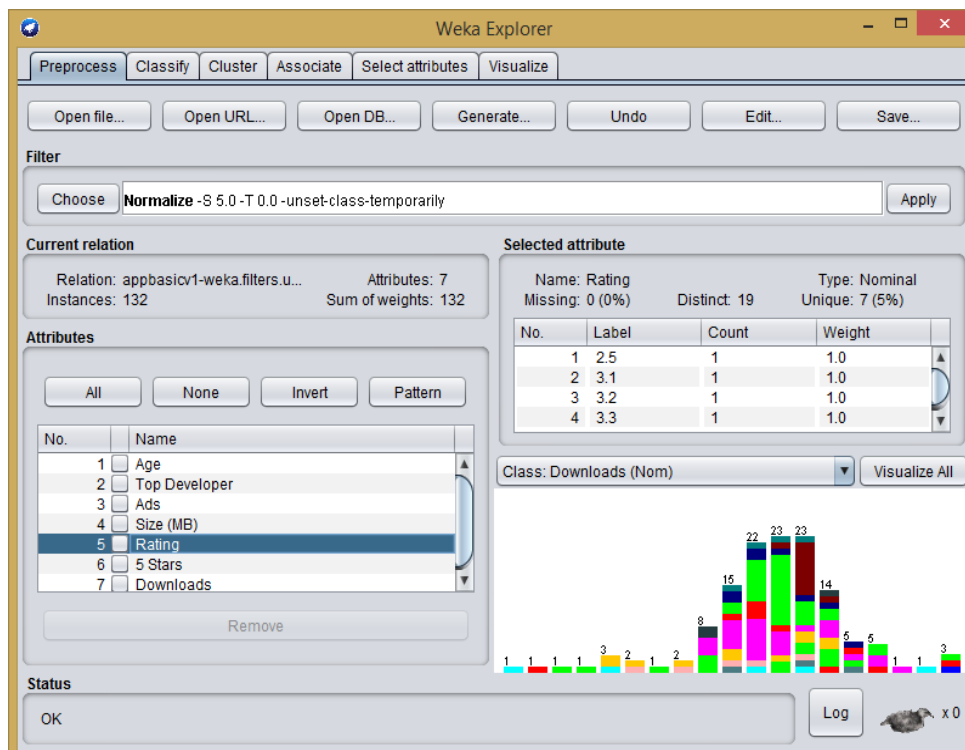 Weka Explorer
Preprocess Classify Cluster Associate Select attributes Visualize
Open file... Open URL... Open DB... Generate... Undo Edit... Save...
Filter
Choose Normalize -S 5.0 -T 0.0 -unset-class-temporarily Apply
Current relation
Relation: appbasicv1-weka.filters.u... Attributes: 7
Instances: 132 Sum of weights: 132
Attributes
All None Invert Pattern
No. Name
1 Age
2 Top Developer
3 Ads
4 Size (MB)
5 Rating
6 5 Stars
7 Downloads
Remove
Selected attribute
Name: Rating Type: Nominal
Missing: 0 (0%) Distinct: 19 Unique: 7 (5%)
No. Label Count Weight
1 2.5 1 1.0
2 3.1 1 1.0
3 3.2 1 1.0
4 3.3 1 1.0
Class: Downloads (Nom) Visualize All
1 1 1 1 3 2 1 2 8 15 22 23 23 14 5 5 1 1 3
Status
OK Log x 0